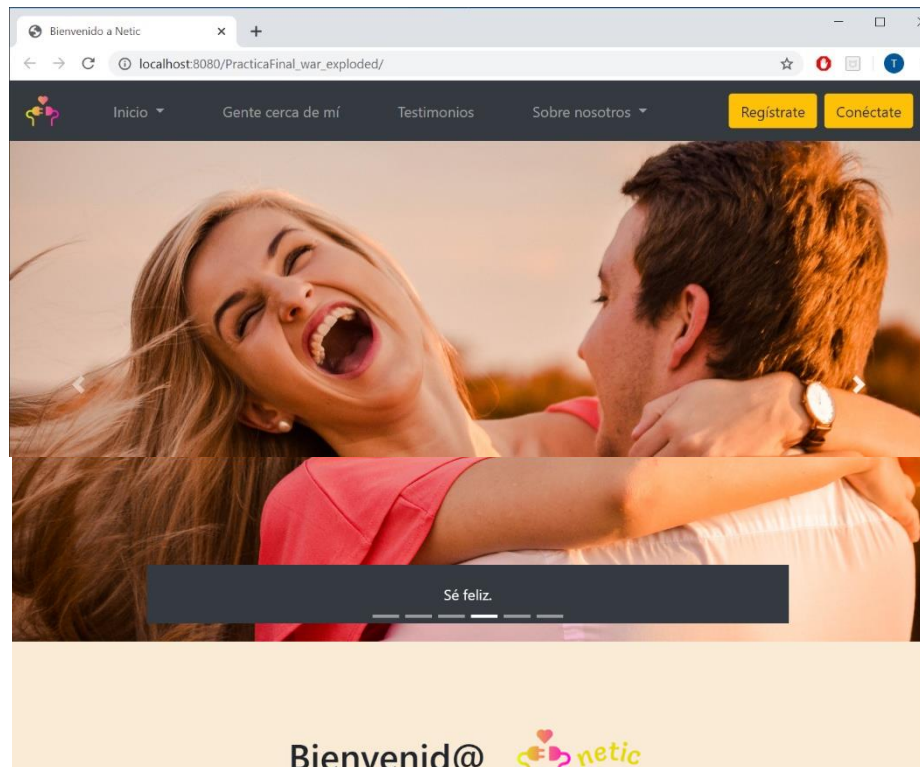 Bienvenido a Netic
localhost:8080/PracticaFinal_war_exploded/
T
Inicio Gente cerca de mí Testimonios Sobre nosotros Regístrate Conéctate
Sé feliz.
Bienvenid@ netic